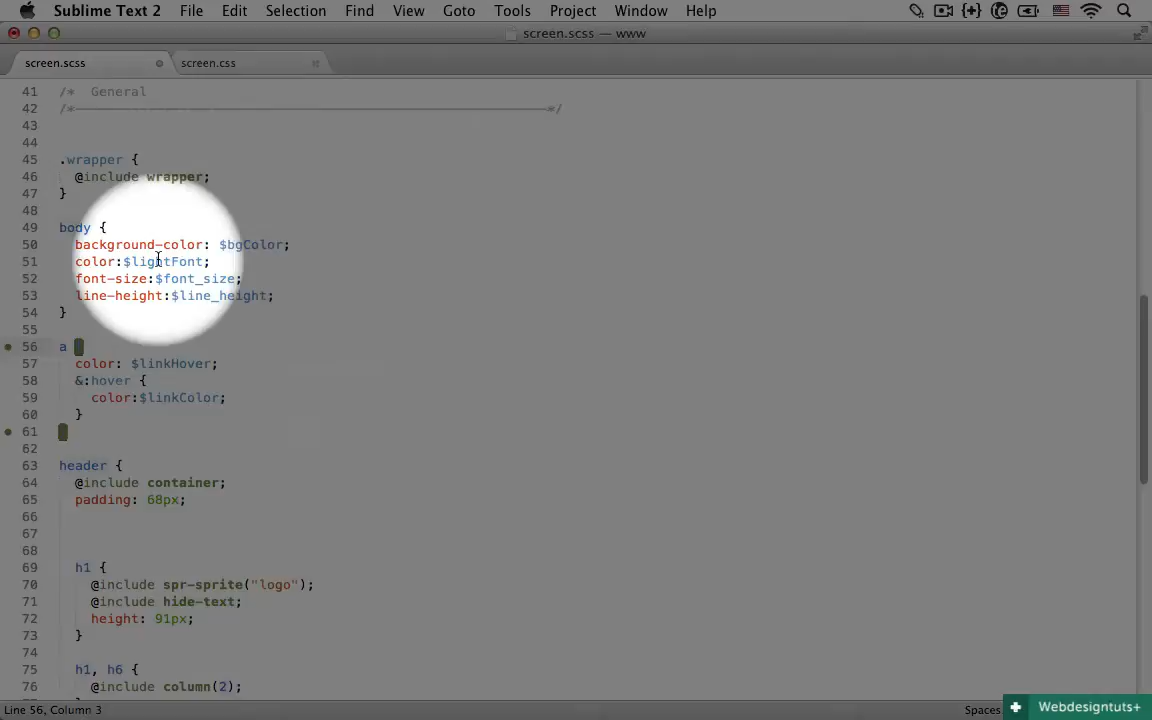 Sublime Text 2 File Edit Selection Find View Goto Tools Project Window Help
screen.scss — www
screen.scss screen.css
41 /* General
42 /*—————————————————————————————*/
43
44
45 .wrapper {
46 @include wrapper;
47 }
48
49 body {
50 background-color: $bgColor;
51 color:$lightFont;
52 font-size:$font_size;
53 line-height:$line_height;
54 }
55
56 a {
57 color: $linkHover;
58 &:hover {
59 color:$linkColor;
60 }
61 }
62
63 header {
64 @include container;
65 padding: 68px;
66
67
68
69 h1 {
70 @include spr-sprite("logo");
71 @include hide-text;
72 height: 91px;
73 }
74
75 h1, h6 {
76 @include column(2);
Line 56, Column 3 Spaces
Webdesigntuts+